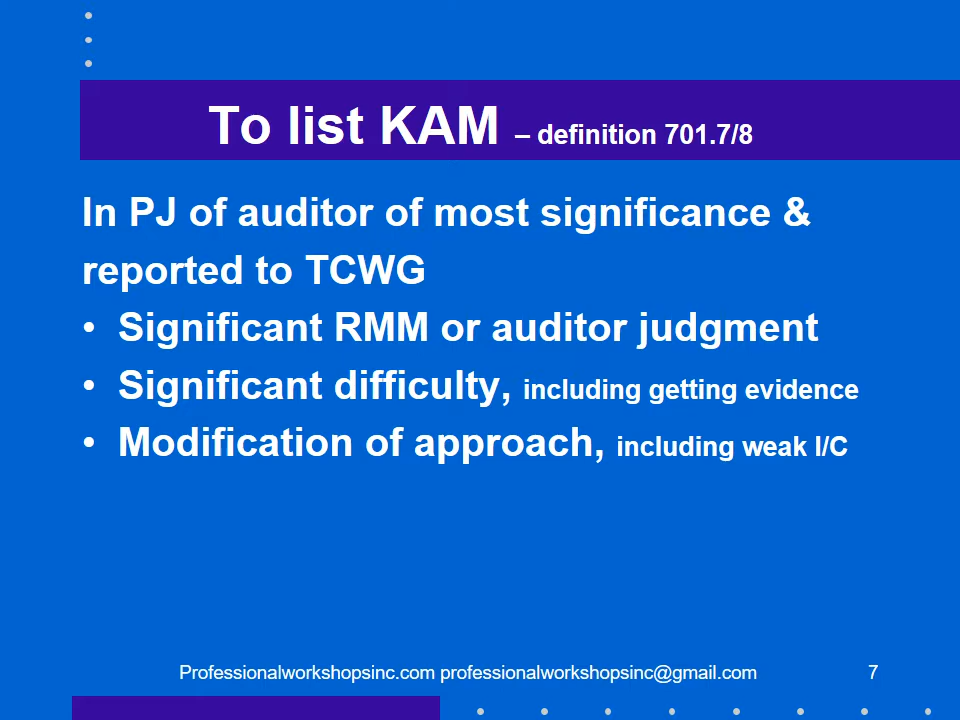 To list KAM – definition 701.7/8
In PJ of auditor of most significance &
reported to TCWG
• Significant RMM or auditor judgment
• Significant difficulty, including getting evidence
• Modification of approach, including weak I/C
Professionalworkshopsinc.com professionalworkshopsinc@gmail.com 7